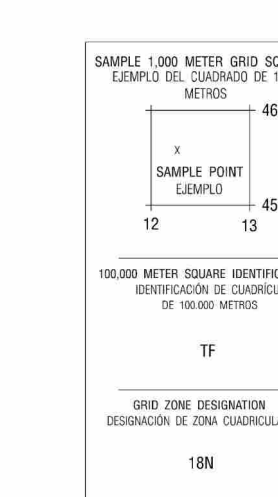 SAMPLE 1,000 METER GRID SQ
EJEMPLO DEL CUADRADO DE 1
METROS
46
X
SAMPLE POINT
EJEMPLO
45
12 13
100,000 METER SQUARE IDENTIFIC
IDENTIFICACIÓN DE CUADRÍCU
DE 100.000 METROS
TF
GRID ZONE DESIGNATION
DESIGNACIÓN DE ZONA CUADRICUL
18N